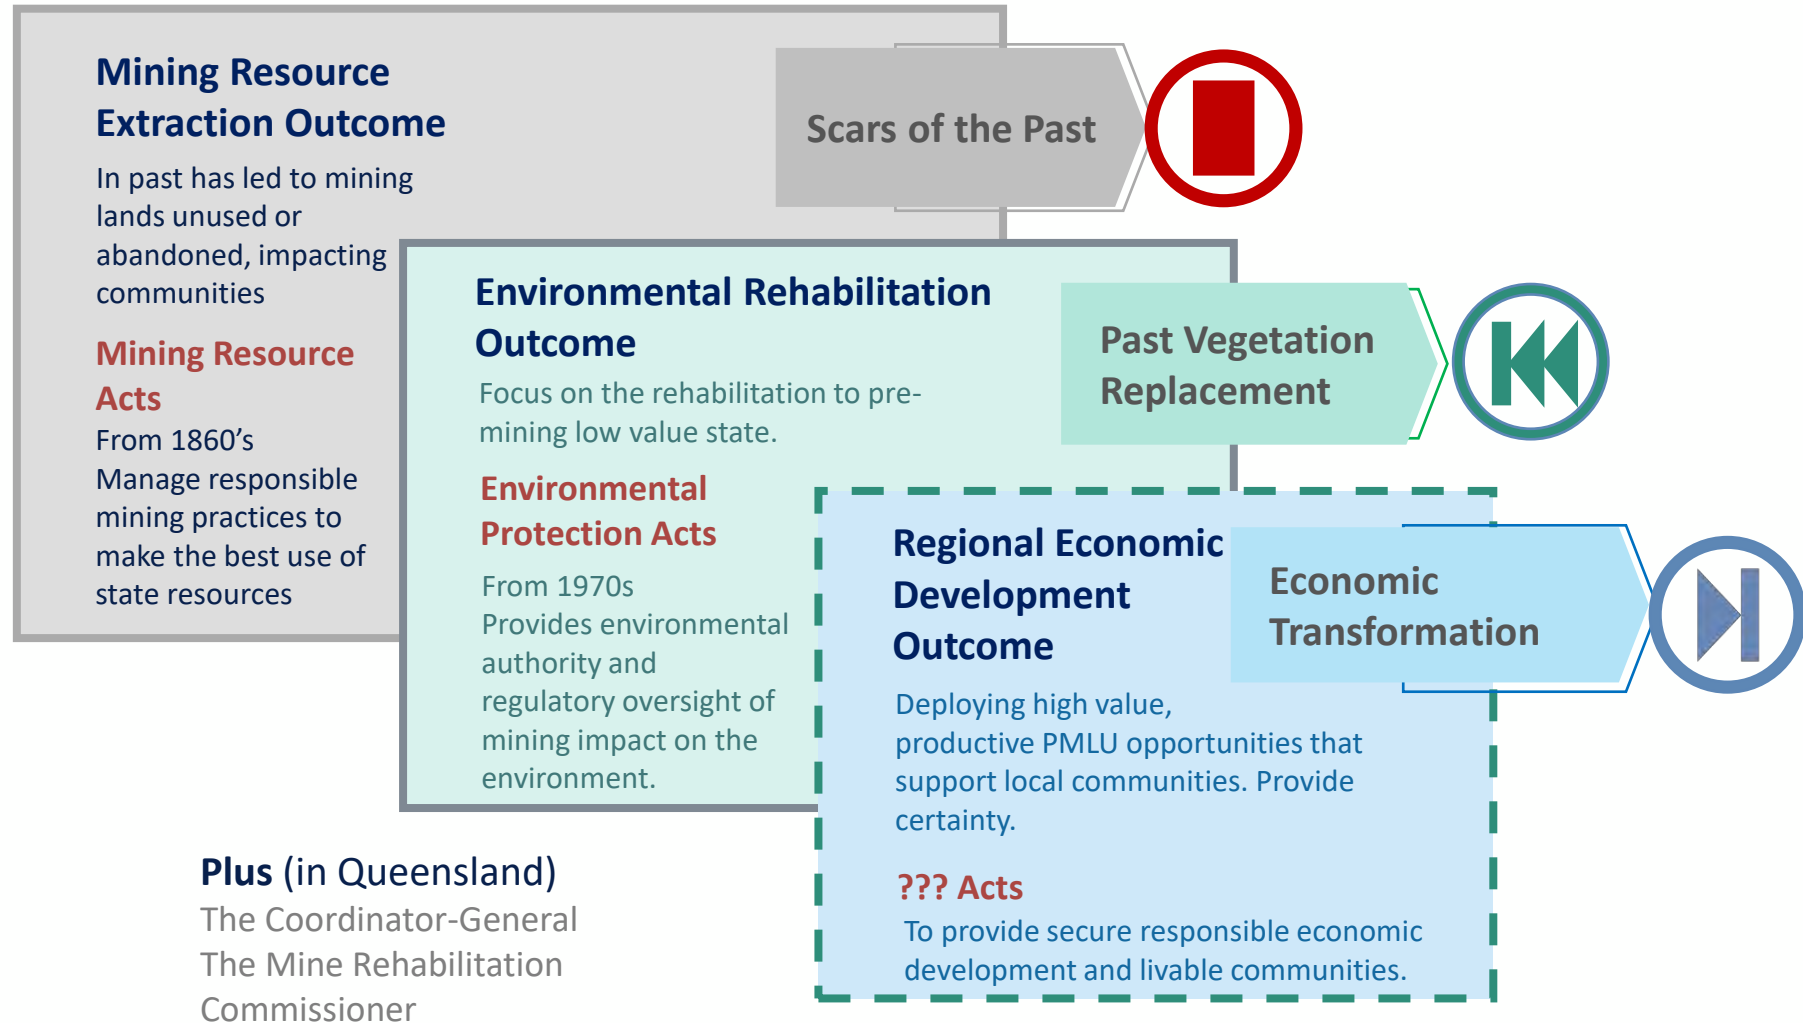 Mining Resource
Extraction Outcome
In past has led to mining
lands unused or
abandoned, impacting
communities
Mining Resource
Acts
From 1860’s
Manage responsible
mining practices to
make the best use of
state resources
Scars of the Past
Environmental Rehabilitation
Outcome
Focus on the rehabilitation to pre-
mining low value state.
Environmental
Protection Acts
From 1970s
Provides environmental
authority and
regulatory oversight of
mining impact on the
environment.
Past Vegetation
Replacement
Regional Economic
Development
Outcome
Deploying high value,
productive PMLU opportunities that
support local communities. Provide
certainty.
??? Acts
To provide secure responsible economic
development and livable communities.
Economic
Transformation
Plus (in Queensland)
The Coordinator-General
The Mine Rehabilitation
Commissioner